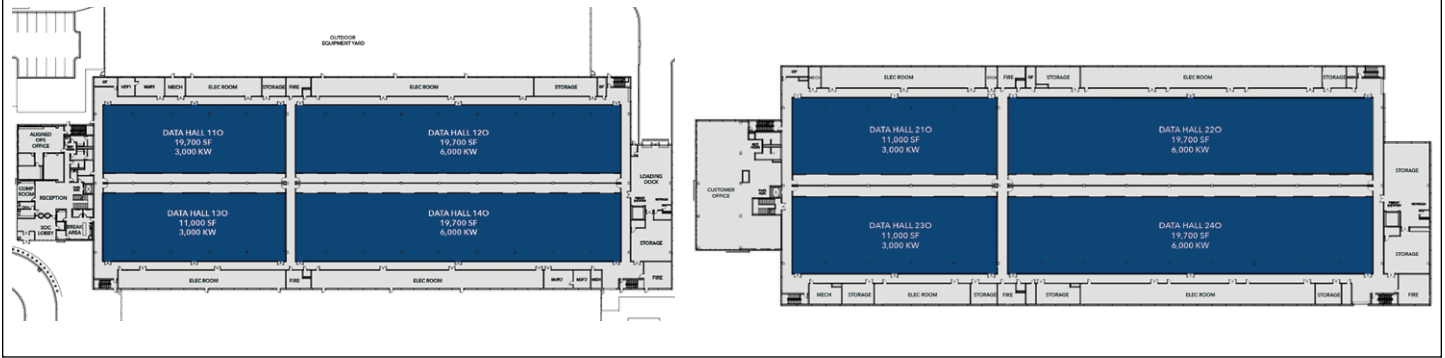 OUTDOOR
EQUIPMENT YARD
MECH
ELEC ROOM
STORAGE
FIRE
ELEC ROOM
STORAGE
ALIGNED
OPS
OFFICE
DATA HALL 110
19,700 SF
3,000 KW
DATA HALL 120
19,700 SF
6,000 KW
LOADING
DOCK
COMP
ROOM
RECEPTION
SOC
LOBBY
BREAK
AREA
DATA HALL 130
11,000 SF
3,000 KW
DATA HALL 140
19,700 SF
6,000 KW
STORAGE
FIRE
ELEC ROOM
FIRE
ELEC ROOM
ELEC ROOM
FIRE
STORAGE
ELEC ROOM
STORAGE
DATA HALL 210
11,000 SF
3,000 KW
DATA HALL 220
19,700 SF
6,000 KW
CUSTOMER
OFFICE
STORAGE
DATA HALL 230
11,000 SF
3,000 KW
DATA HALL 240
19,700 SF
6,000 KW
STORAGE
MECH
STORAGE
ELEC ROOM
STORAGE
FIRE
STORAGE
ELEC ROOM
STORAGE
FIRE